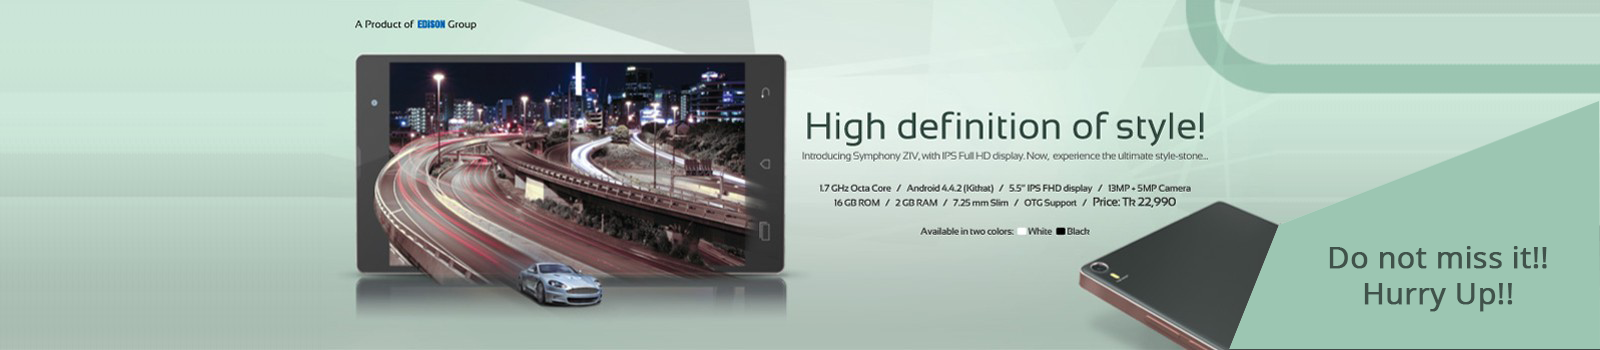 A Product of EDISON Group
High definition of style!
Introducing Symphony ZIV, with IPS Full HD display. Now, experience the ultimate style-stone...
1.7 GHz Octa Core / Android 4.4.2 (Kithat) / 5.5" IPS FHD display / 13MP + 5MP Camera
16 GB ROM / 2 GB RAM / 7.25 mm Slim / OTG Support / Price: Tk 22,990
Available in two colors: White Black
Do not miss it!!
Hurry Up!!